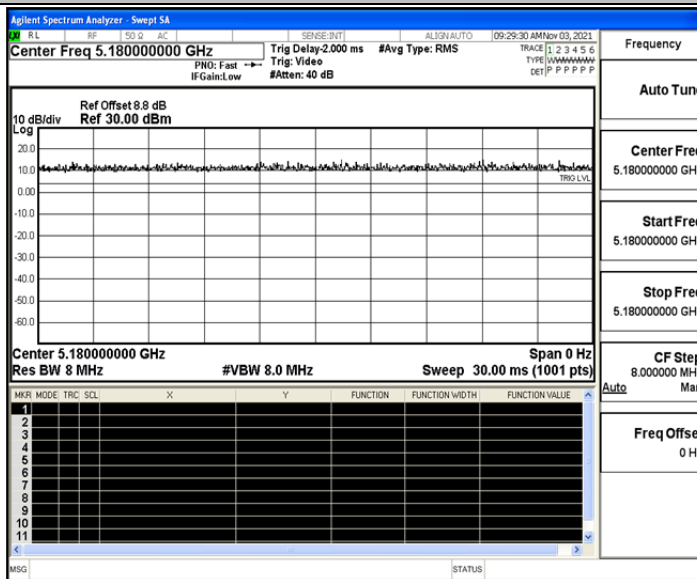 Agilent Spectrum Analyzer - Swept SA
LXI RL RF 50 Ω AC SENSE:INT ALIGN AUTO 09:29:30 AM Nov 03, 2021
Center Freq 5.180000000 GHz
PNO: Fast
IFGain:Low
Trig Delay-2.000 ms
Trig: Video
#Atten: 40 dB
#Avg Type: RMS
TRACE 1 2 3 4 5 6
TYPE WWWWWW
DET P P P P P P
Frequency
Auto Tun
Ref Offset 8.8 dB
10 dB/div Ref 30.00 dBm
Log
20.0
10.0
0.00
-10.0
-20.0
-30.0
-40.0
-50.0
-60.0
TRIG LVL
Center Freq
5.180000000 GH
Start Fre
5.180000000 GH
Stop Fre
5.180000000 GH
CF Step
8.000000 MH
Auto Ma
Freq Offse
0 H
Center 5.180000000 GHz Span 0 Hz
Res BW 8 MHz #VBW 8.0 MHz Sweep 30.00 ms (1001 pts)
MKR MODE TRC SCL X Y FUNCTION FUNCTION WIDTH FUNCTION VALUE
1
2
3
4
5
6
7
8
9
10
11
MSG STATUS